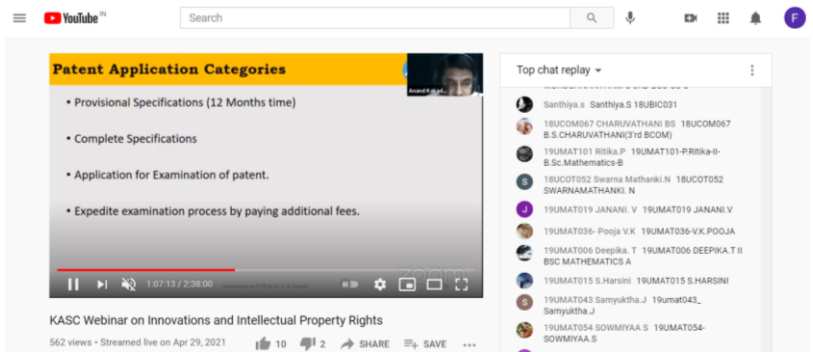 YouTube IN
Search
F
Patent Application Categories
• Provisional Specifications (12 Months time)
• Complete Specifications
• Application for Examination of patent.
• Expedite examination process by paying additional fees.
zoom
1:07:13 / 2:38:00
KASC Webinar on Innovations and Intellectual Property Rights
562 views • Streamed live on Apr 29, 2021
10
2
SHARE
SAVE
Top chat replay
Santhiya.s Santhiya.S 18UBIC031
18UCOM067 CHARUVATHANI BS 18UCOM067
B.S.CHARUVATHANI(3'rd BCOM)
19UMAT101 Ritika.P 19UMAT101-P.Ritika-II-
B.Sc.Mathematics-B
S
18UCOT052 Swarna Mathanki.N 18UCOT052
SWARNAMATHANKI. N
J
19UMAT019 JANANI. V 19UMAT019 JANANI.V
19UMAT036- Pooja V.K 19UMAT036-V.K.POOJA
19UMAT006 Deepika. T 19UMAT006 DEEPIKA.T II
BSC MATHEMATICS A
19UMAT015 S.Harsini 19UMAT015 S.HARSINI
S
19UMAT043 Samyuktha.J 19umat043_
Samyuktha.J
19UMAT054 SOWMIYAA S 19UMAT054-
SOWMIYAA.S